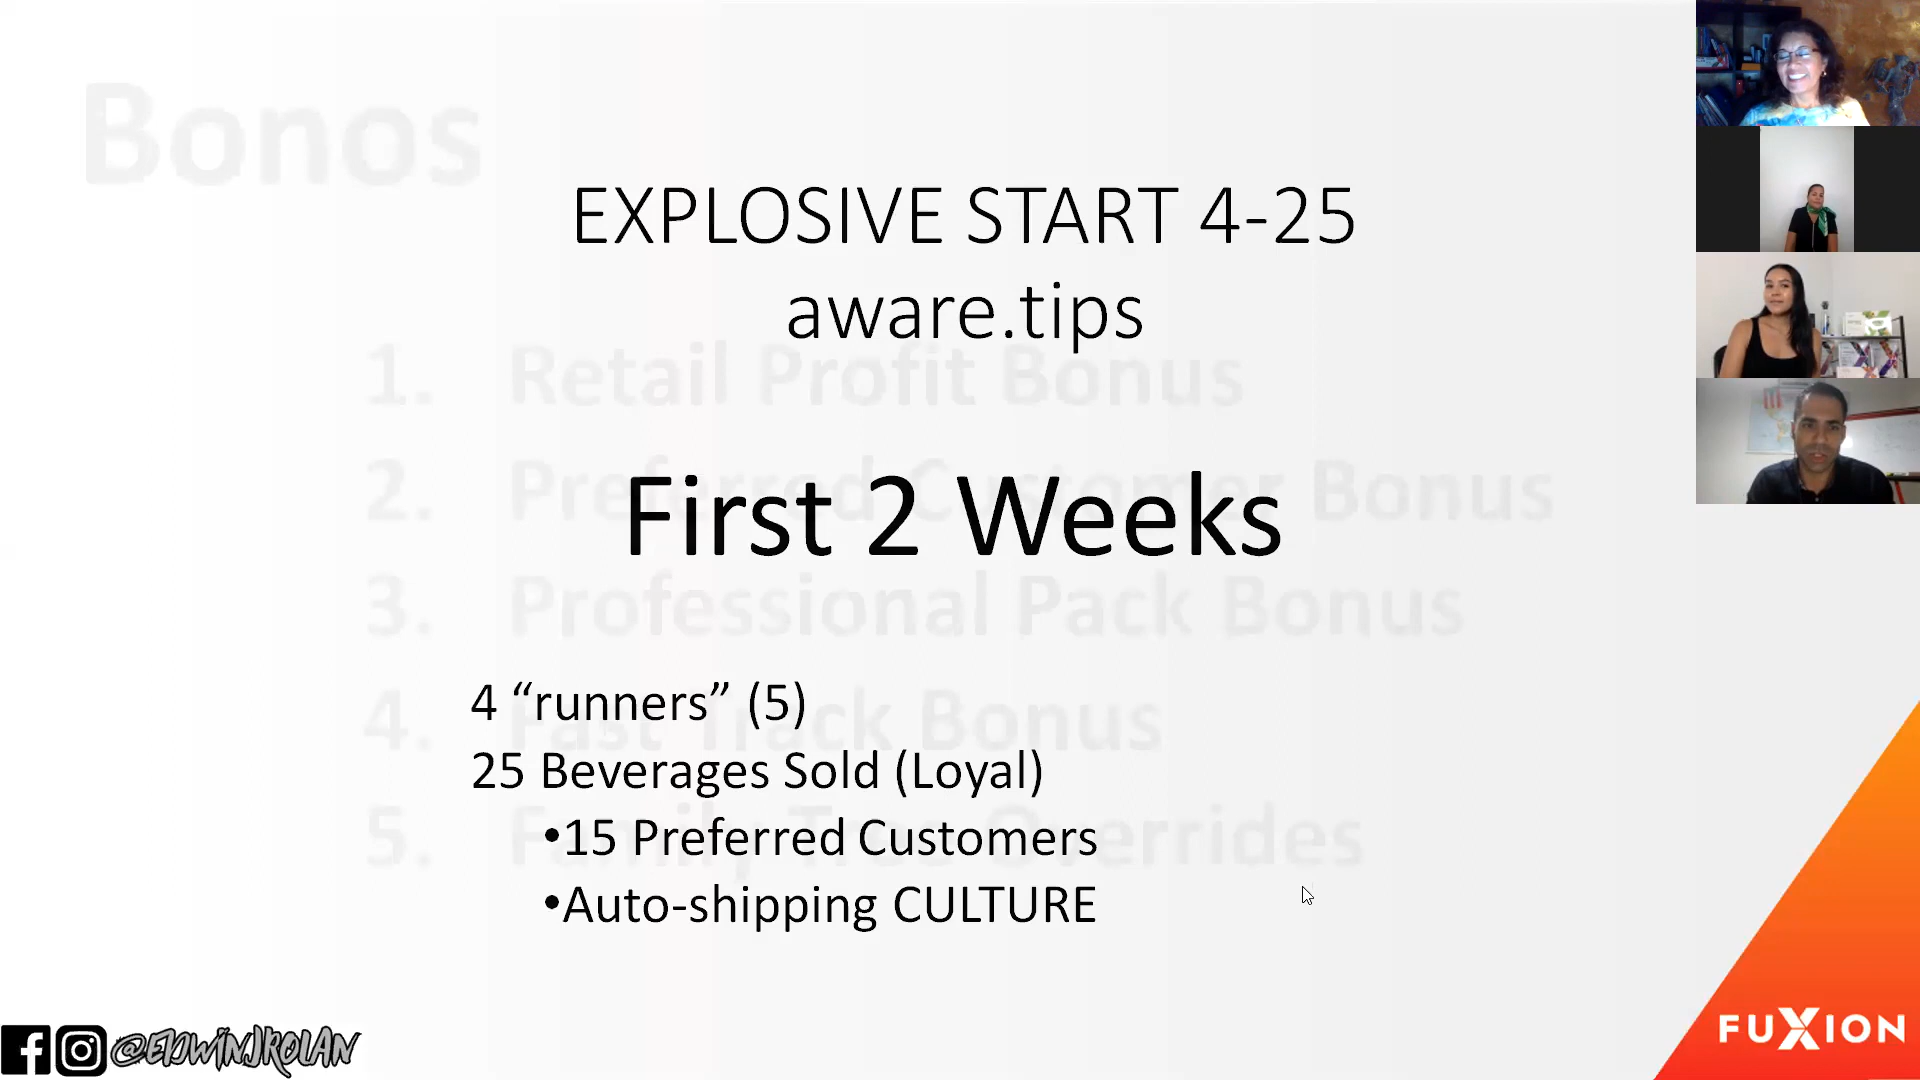 Bonos
EXPLOSIVE START 4-25
aware.tips
1. Retail Profit Bonus
First 2 Weeks
2. Preferred Customer Bonus
3. Professional Pack Bonus
4 “runners” (5)
4. Fast Track Bonus
25 Beverages Sold (Loyal)
•15 Preferred Customers
5. Family Tree Overrides
•Auto-shipping CULTURE
@EDWINJROLAN
FUXION